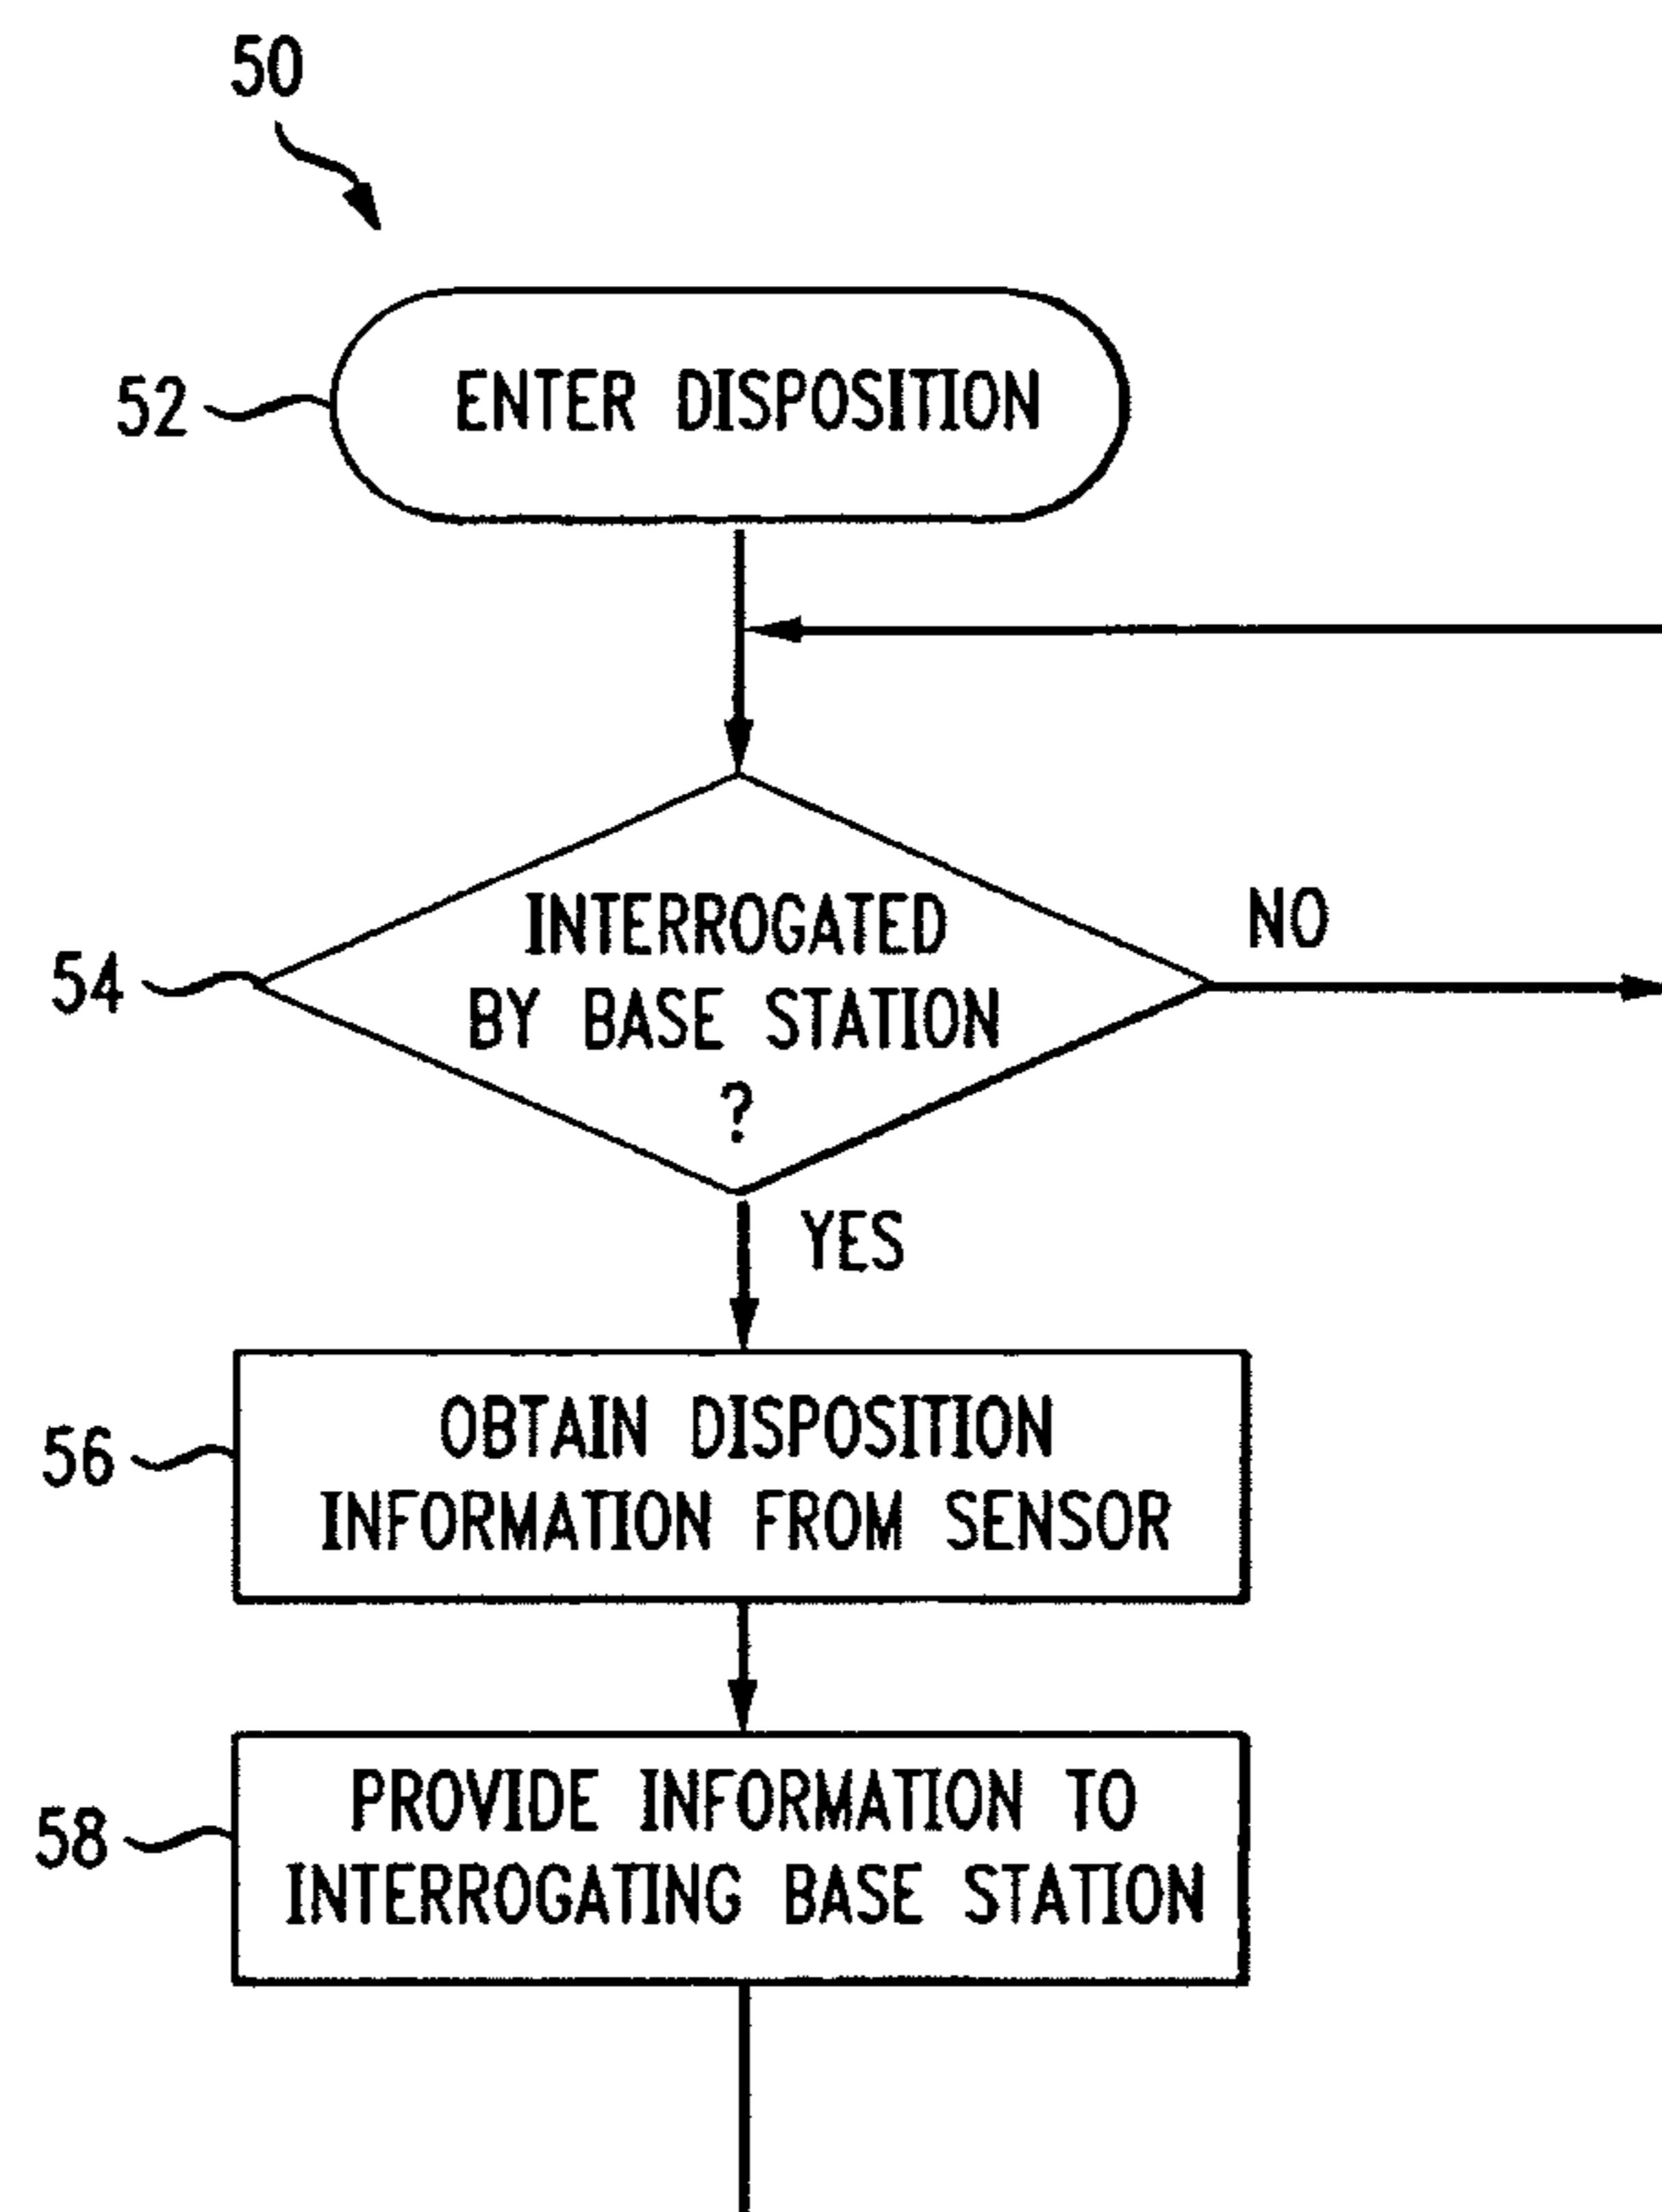 50
52
ENTER DISPOSITION
54
INTERROGATED
BY BASE STATION
?
NO
YES
56
OBTAIN DISPOSITION
INFORMATION FROM SENSOR
58
PROVIDE INFORMATION TO
INTERROGATING BASE STATION